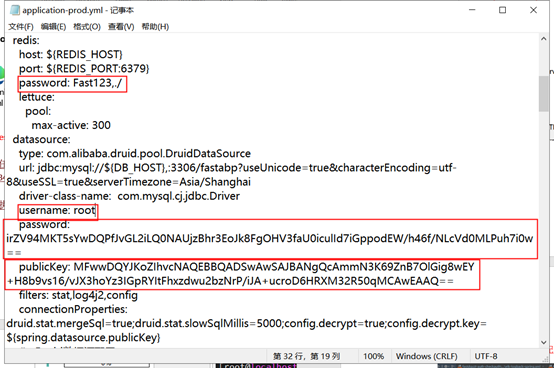 application-prod.yml - 记事本
文件(F) 编辑(E) 格式(O) 查看(V) 帮助(H)
redis:
host: ${REDIS_HOST}
port: ${REDIS_PORT:6379}
password: Fast123,./
lettuce:
pool:
max-active: 300
datasource:
type: com.alibaba.druid.pool.DruidDataSource
url: jdbc:mysql://${DB_HOST},:3306/fastabp?useUnicode=true&characterEncoding=utf-
8&useSSL=true&serverTimezone=Asia/Shanghai
driver-class-name:  com.mysql.cj.jdbc.Driver
username: root
password:
irZV94MKT5sYwDQPfJvGL2iLQ0NAUjzBhr3EoJk8FgOHV3faU0iculId7iGppodEW/h46f/NLcVd0MLPuh7i0w
==
publicKey: MFwwDQYJKoZIhvcNAQEBBQADSwAwSAJBANgQcAmmN3K69ZnB7OlGig8wEY
+H8b9vs16/vJX3hoYz3IGpRYItFhxzdwu2bzNrP/iJA+ucroD6HRXM32R50qMCAwEAAQ==
filters: stat,log4j2,config
connectionProperties:
druid.stat.mergeSql=true;druid.stat.slowSqlMillis=5000;config.decrypt=true;config.decrypt.key=
${spring.datasource.publicKey}
第 32 行，第 19 列 100% Windows (CRLF) UTF-8